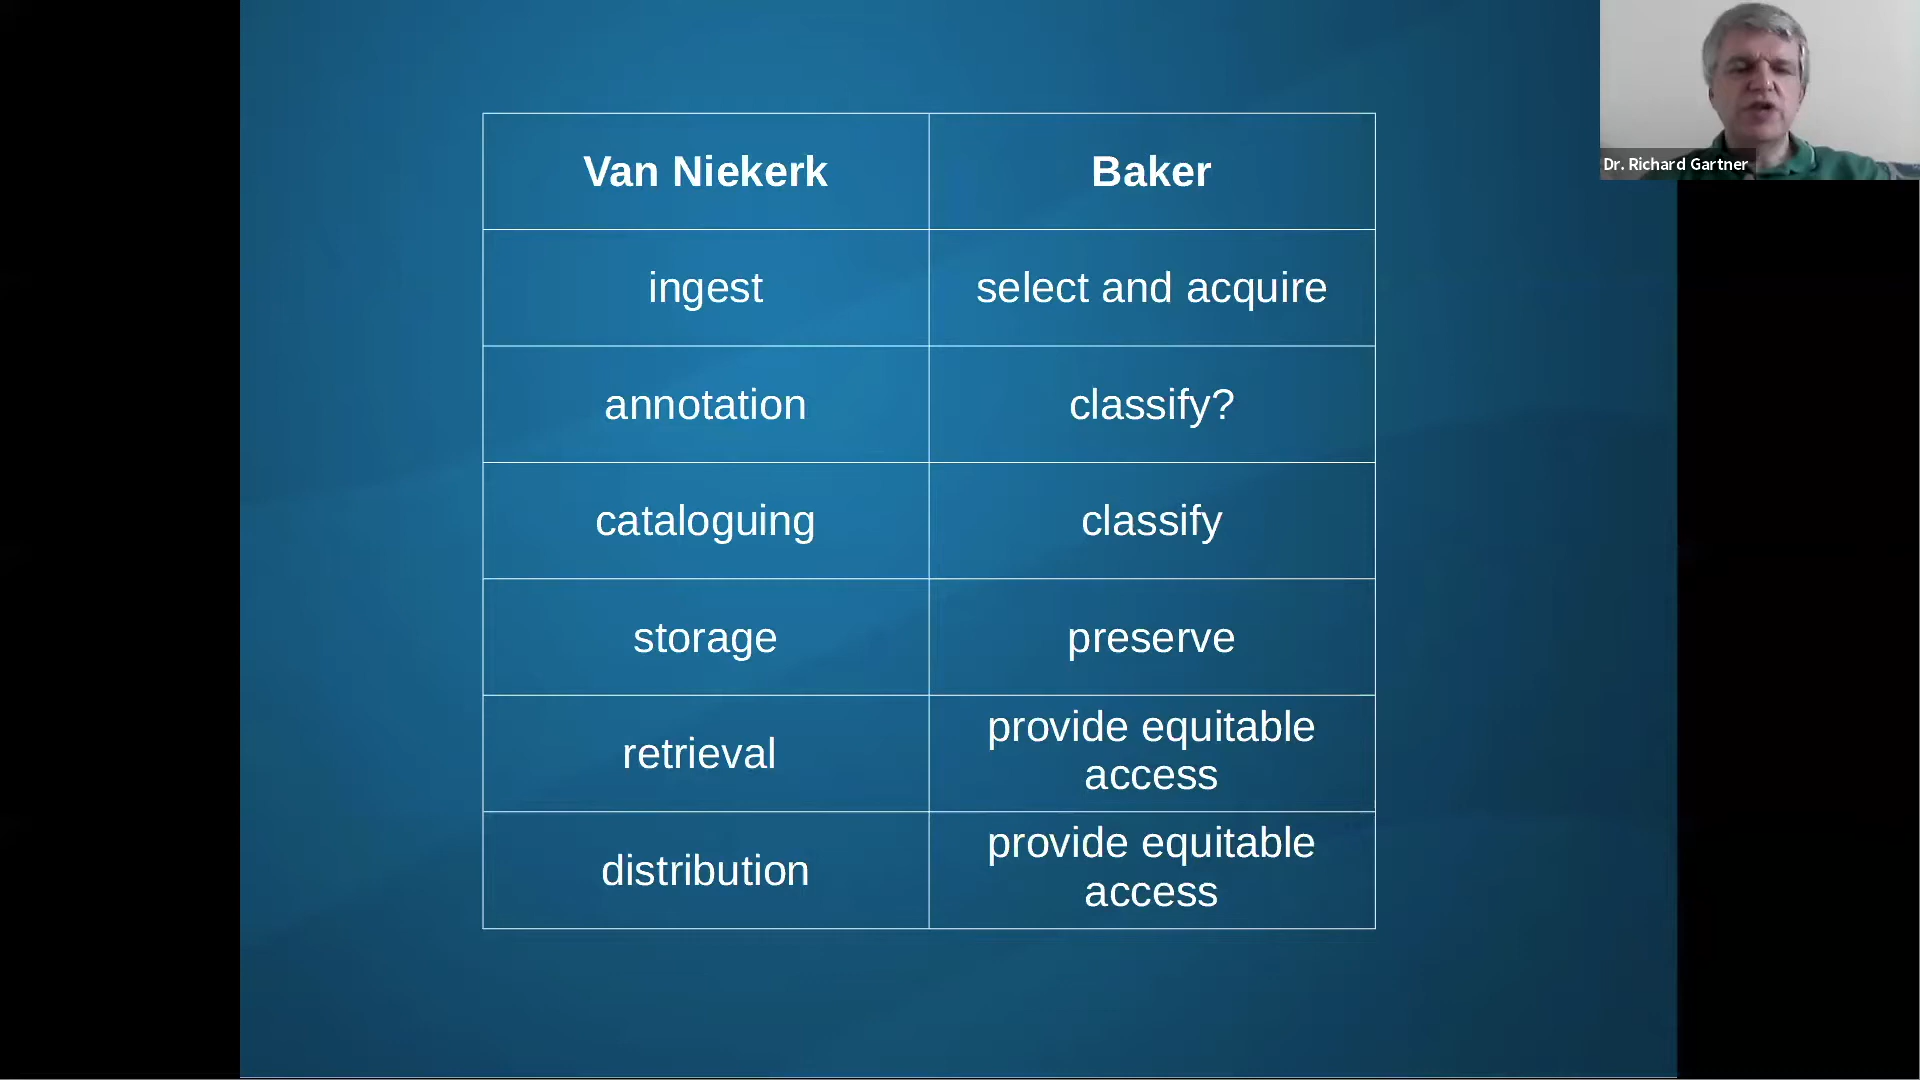 Van Niekerk
Baker
ingest
select and acquire
annotation
classify?
cataloguing
classify
storage
preserve
retrieval
provide equitable
access
distribution
provide equitable
access
Dr. Richard Gartner